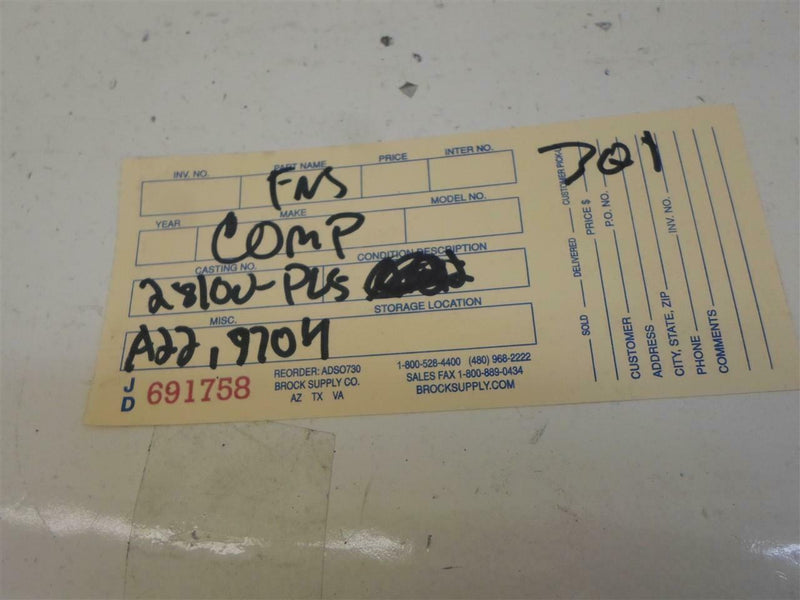 INV. NO. PART NAME PRICE INTER NO.
FNS
YEAR MAKE MODEL NO.
COMP
CASTING NO. CONDITION DESCRIPTION
28100-PLS
MISC. STORAGE LOCATION
A22, 9704
JD 691758
REORDER: ADSO730
BROCK SUPPLY CO.
AZ TX VA
1-800-528-4400 (480) 968-2222
SALES FAX 1-800-889-0434
BROCKSUPPLY.COM
301
SOLD DELIVERED CUSTOMER PICK-
PRICE $
P.O. NO.
CUSTOMER
ADDRESS
CITY, STATE, ZIP INV. NO.
PHONE
COMMENTS